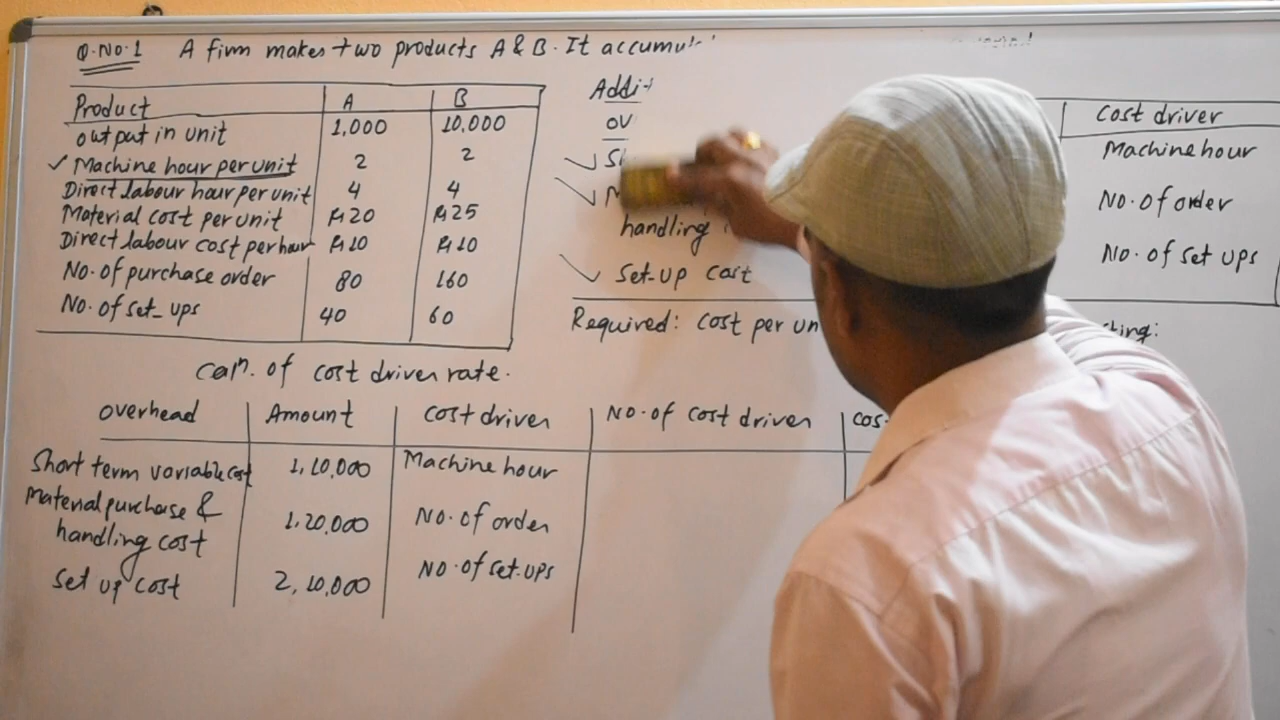 Q.No.1 A firm makes two products A & B. It accumu
Product A B
output in unit 1,000 10,000
✓ Machine hour per unit 2 2
Direct labour hour per unit 4 4
Material cost per unit Rs 20 Rs 25
Direct labour cost per hour Rs 10 Rs 10
No. of purchase order 80 160
No. of set-ups 40 60
Addi
ov
handling
✓ Set-up cost
Cost driver
Machine hour
No. of order
No. of set ups
Required: Cost per un ting:
Caln. of cost driver rate.
overhead Amount Cost driver No. of cost driver cos
Short term variable cost 1,10,000 Machine hour
Material purchase & handling cost 1,20,000 No. of order
Set up cost 2,10,000 No. of set-ups